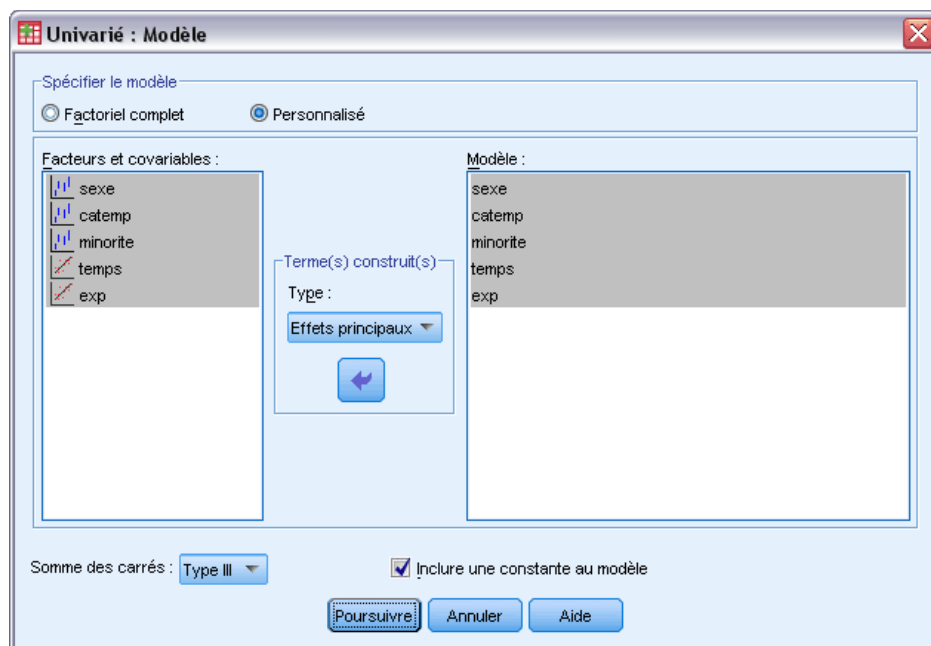 Univarié : Modèle
Spécifier le modèle
Factoriel complet
Personnalisé
Facteurs et covariables :
sexe
catemp
minorite
temps
exp
Terme(s) construit(s)
Type :
Effets principaux
Modèle :
sexe
catemp
minorite
temps
exp
Somme des carrés : Type III
Inclure une constante au modèle
Poursuivre
Annuler
Aide